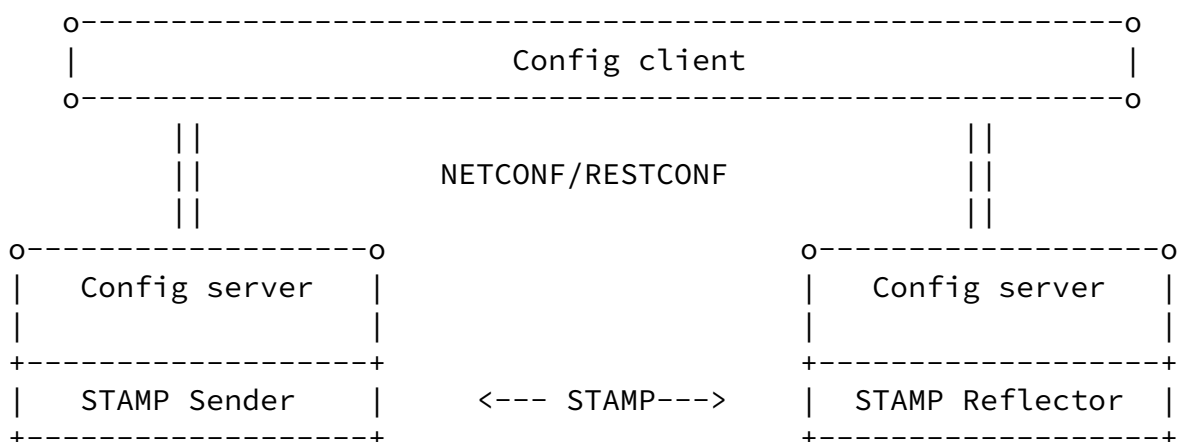 Config client
NETCONF/RESTCONF
Config server Config server
STAMP Sender <--- STAMP---> STAMP Reflector